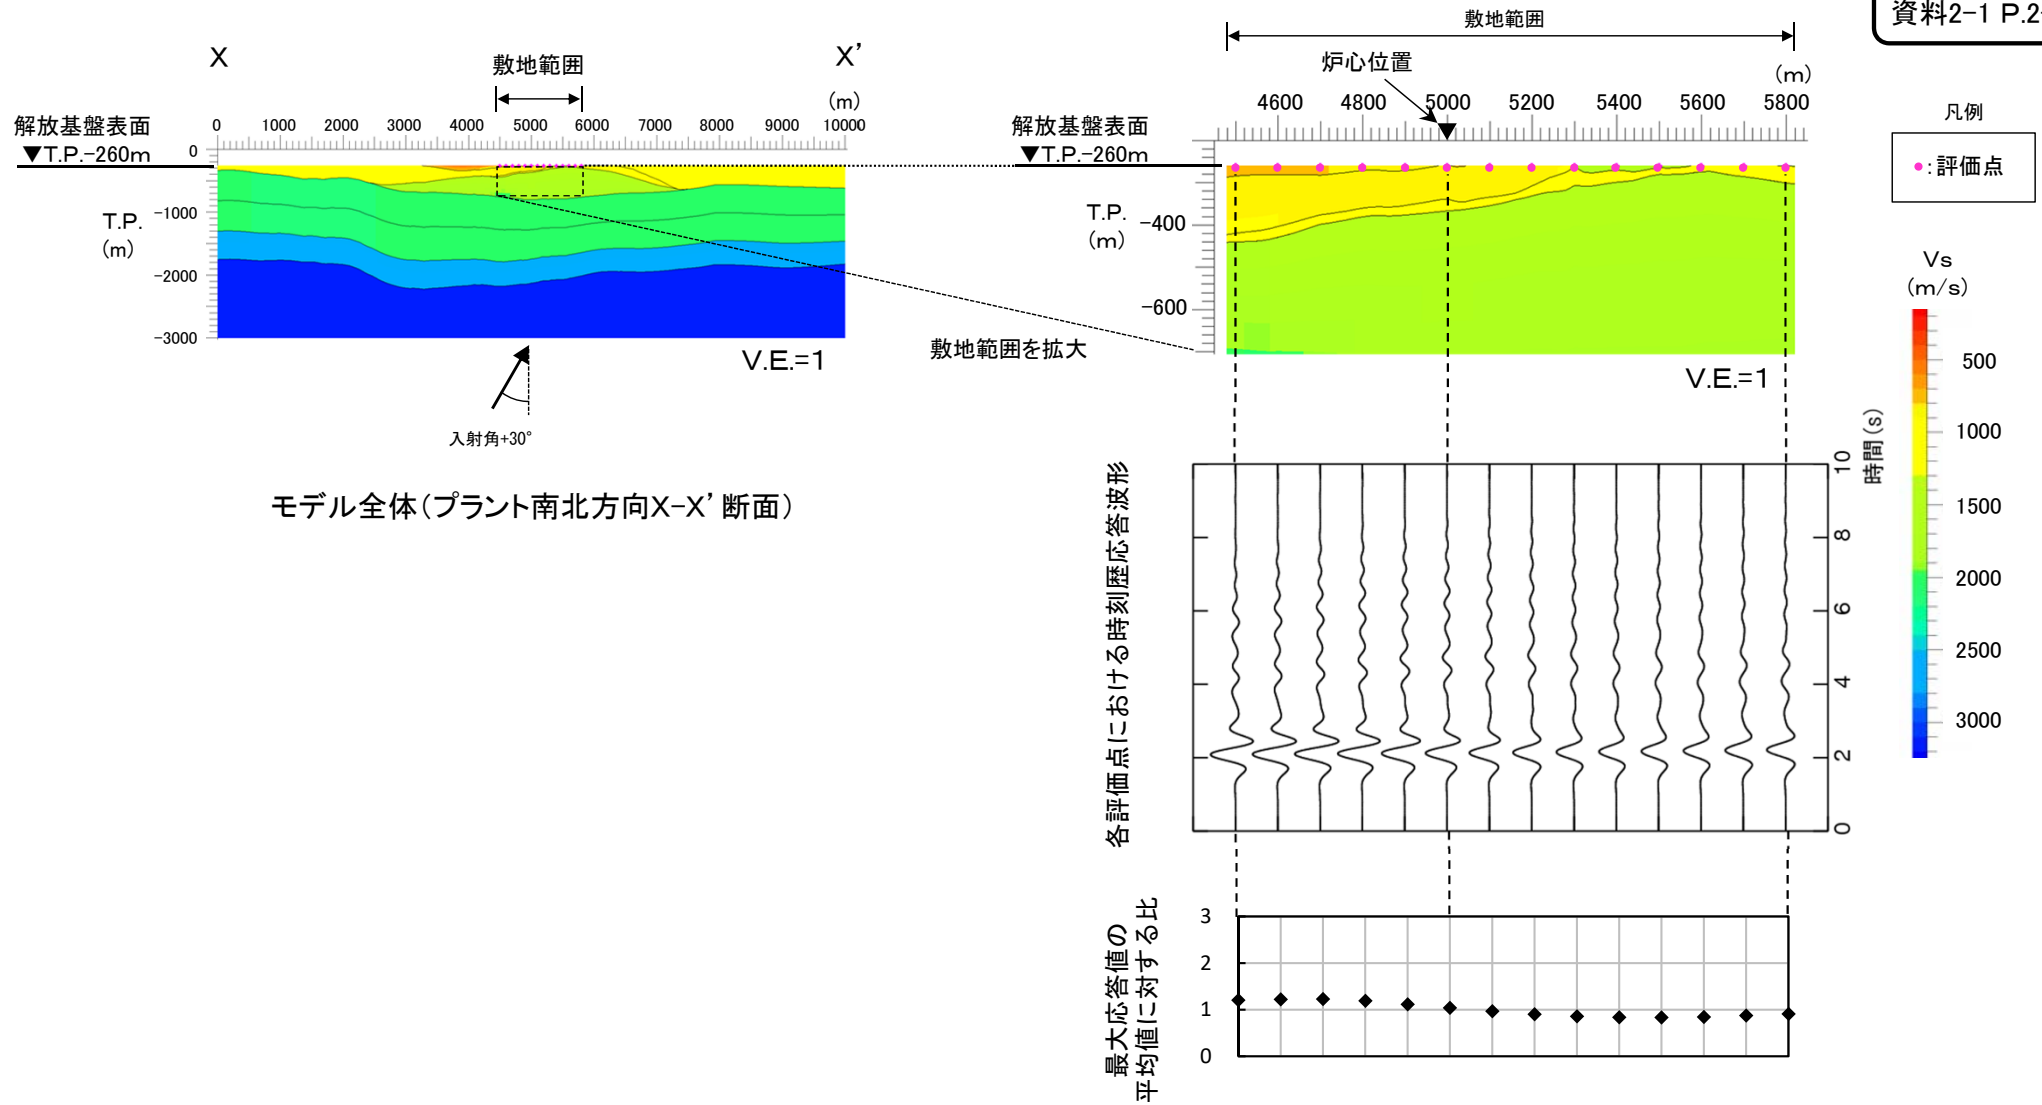 資料2-1 P.2-
X
X’
敷地範囲
(m)
0 1000 2000 3000 4000 5000 6000 7000 8000 9000 10000
解放基盤表面
▼T.P.-260m
0
-1000
-2000
-3000
T.P.
(m)
V.E.=1
入射角+30°
モデル全体(プラント南北方向X-X’断面)
敷地範囲を拡大
敷地範囲
炉心位置
(m)
4600 4800 5000 5200 5400 5600 5800
解放基盤表面
▼T.P.-260m
T.P.
(m)
-400
-600
V.E.=1
凡例
●:評価点
Vs
(m/s)
500
1000
1500
2000
2500
3000
各評価点における時刻歴応答波形
時間(s)
10
8
6
4
2
0
最大応答値の
平均値に対する比
3
2
1
0